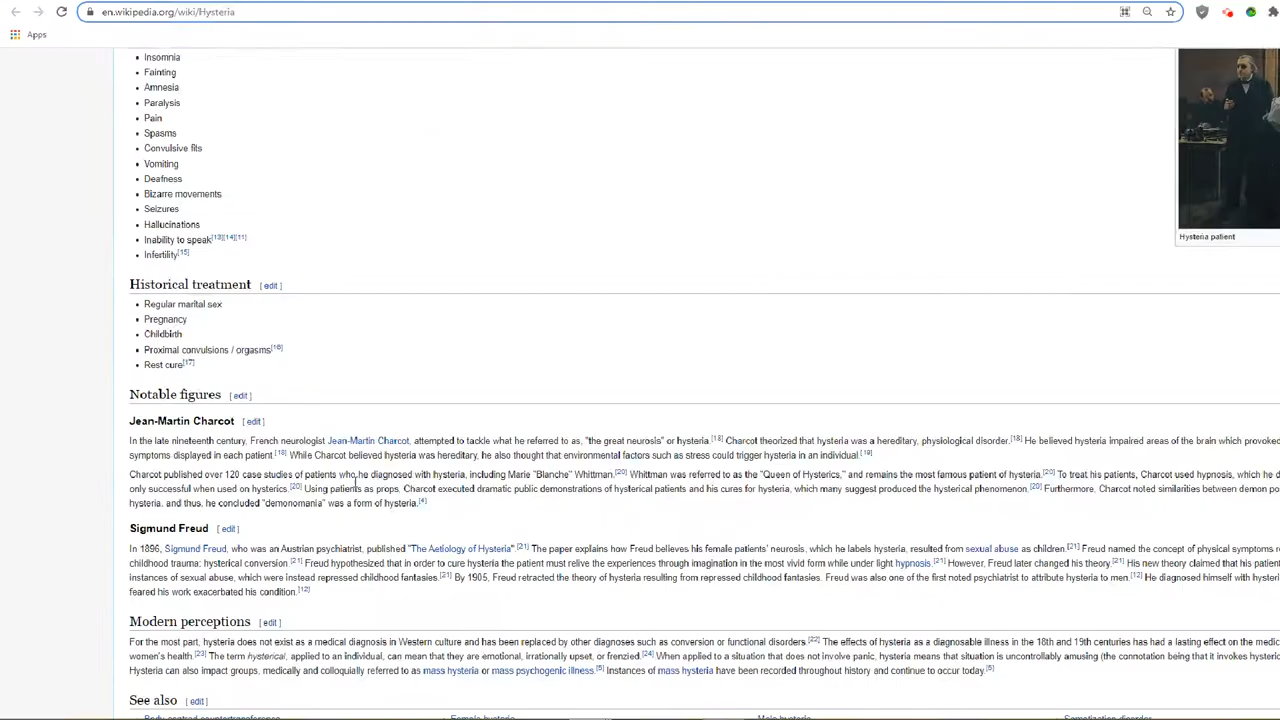 en.wikipedia.org/wiki/Hysteria
Apps
Insomnia
Fainting
Amnesia
Paralysis
Pain
Spasms
Convulsive fits
Vomiting
Deafness
Bizarre movements
Seizures
Hallucinations
Inability to speak[13][14][11]
Infertility[15]
Hysteria patient
Historical treatment [ edit ]
Regular marital sex
Pregnancy
Childbirth
Proximal convulsions / orgasms[16]
Rest cure[17]
Notable figures [ edit ]
Jean-Martin Charcot [ edit ]
In the late nineteenth century, French neurologist Jean-Martin Charcot, attempted to tackle what he referred to as, "the great neurosis" or hysteria.[18] Charcot theorized that hysteria was a hereditary, physiological disorder.[18] He believed hysteria impaired areas of the brain which provoked
symptoms displayed in each patient.[18] While Charcot believed hysteria was hereditary, he also thought that environmental factors such as stress could trigger hysteria in an individual.[19]
Charcot published over 120 case studies of patients who he diagnosed with hysteria, including Marie "Blanche" Whittman.[20] Whittman was referred to as the "Queen of Hysterics," and remains the most famous patient of hysteria.[20] To treat his patients, Charcot used hypnosis, which he d
only successful when used on hysterics.[20] Using patients as props, Charcot executed dramatic public demonstrations of hysterical patients and his cures for hysteria, which many suggest produced the hysterical phenomenon.[20] Furthermore, Charcot noted similarities between demon po
hysteria, and thus, he concluded "demonomania" was a form of hysteria.[4]
Sigmund Freud [ edit ]
In 1896, Sigmund Freud, who was an Austrian psychiatrist, published "The Aetiology of Hysteria".[21] The paper explains how Freud believes his female patients' neurosis, which he labels hysteria, resulted from sexual abuse as children.[21] Freud named the concept of physical symptoms r
childhood trauma: hysterical conversion.[21] Freud hypothesized that in order to cure hysteria the patient must relive the experiences through imagination in the most vivid form while under light hypnosis.[21] However, Freud later changed his theory.[21] His new theory claimed that his patien
instances of sexual abuse, which were instead repressed childhood fantasies.[21] By 1905, Freud retracted the theory of hysteria resulting from repressed childhood fantasies. Freud was also one of the first noted psychiatrist to attribute hysteria to men.[12] He diagnosed himself with hyster
feared his work exacerbated his condition.[12]
Modern perceptions [ edit ]
For the most part, hysteria does not exist as a medical diagnosis in Western culture and has been replaced by other diagnoses such as conversion or functional disorders.[22] The effects of hysteria as a diagnosable illness in the 18th and 19th centuries has had a lasting effect on the medic
women's health.[23] The term hysterical, applied to an individual, can mean that they are emotional, irrationally upset, or frenzied.[24] When applied to a situation that does not involve panic, hysteria means that situation is uncontrollably amusing (the connotation being that it invokes hysteric
Hysteria can also impact groups, medically and colloquially referred to as mass hysteria or mass psychogenic illness.[5] Instances of mass hysteria have been recorded throughout history and continue to occur today.[5]
See also [ edit ]
Body-centred countertransference
Female hysteria
Male hysteria
Somatization disorder